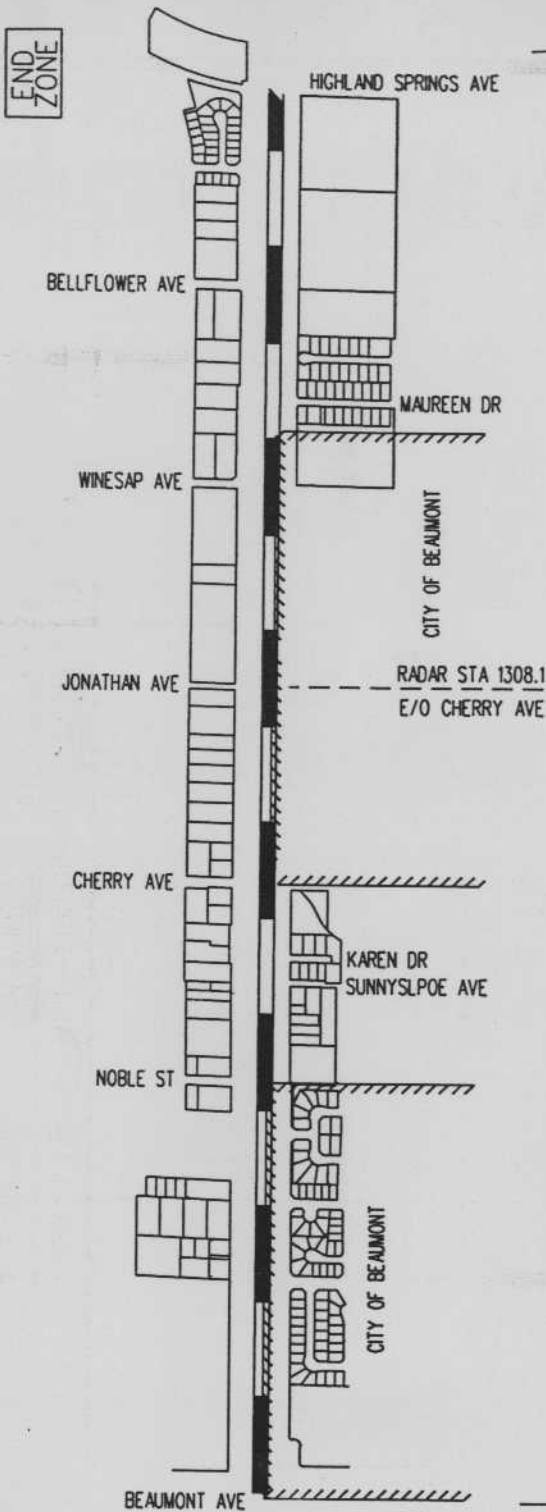 END
ZONE
HIGHLAND SPRINGS AVE
BELLFLOWER AVE
MAUREEN DR
WINESAP AVE
CITY OF BEAUMONT
JONATHAN AVE
RADAR STA 1308.1
E/O CHERRY AVE
CHERRY AVE
KAREN DR
SUNNYSLPOE AVE
NOBLE ST
CITY OF BEAUMONT
BEAUMONT AVE